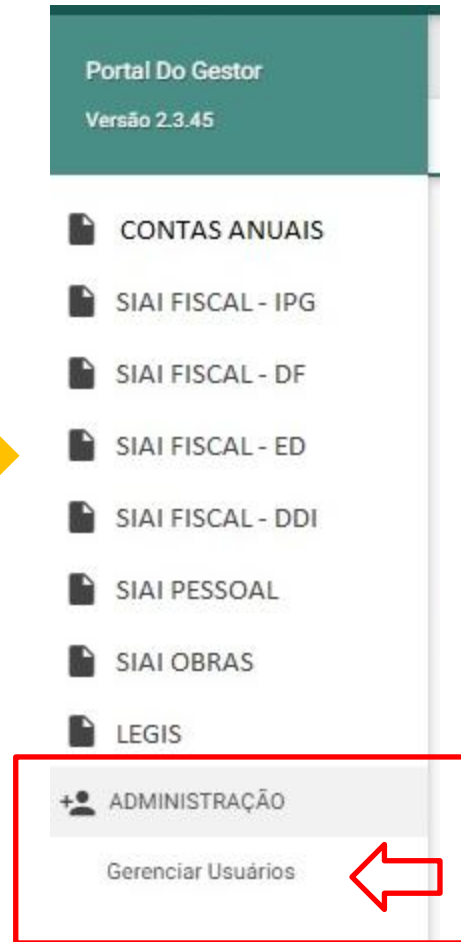 Portal Do Gestor
Versão 2.3.45
CONTAS ANUAIS
SIAI FISCAL - IPG
SIAI FISCAL - DF
SIAI FISCAL - ED
SIAI FISCAL - DDI
SIAI PESSOAL
SIAI OBRAS
LEGIS
ADMINISTRAÇÃO
Gerenciar Usuários